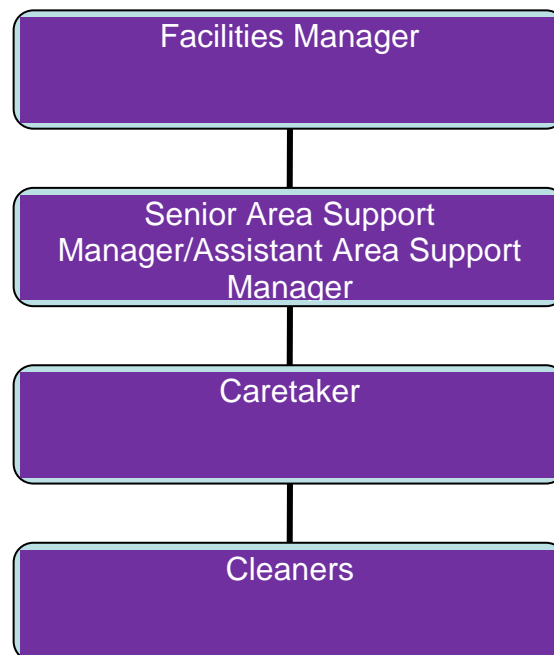 Facilities Manager
Senior Area Support
Manager/Assistant Area Support
Manager
Caretaker
Cleaners